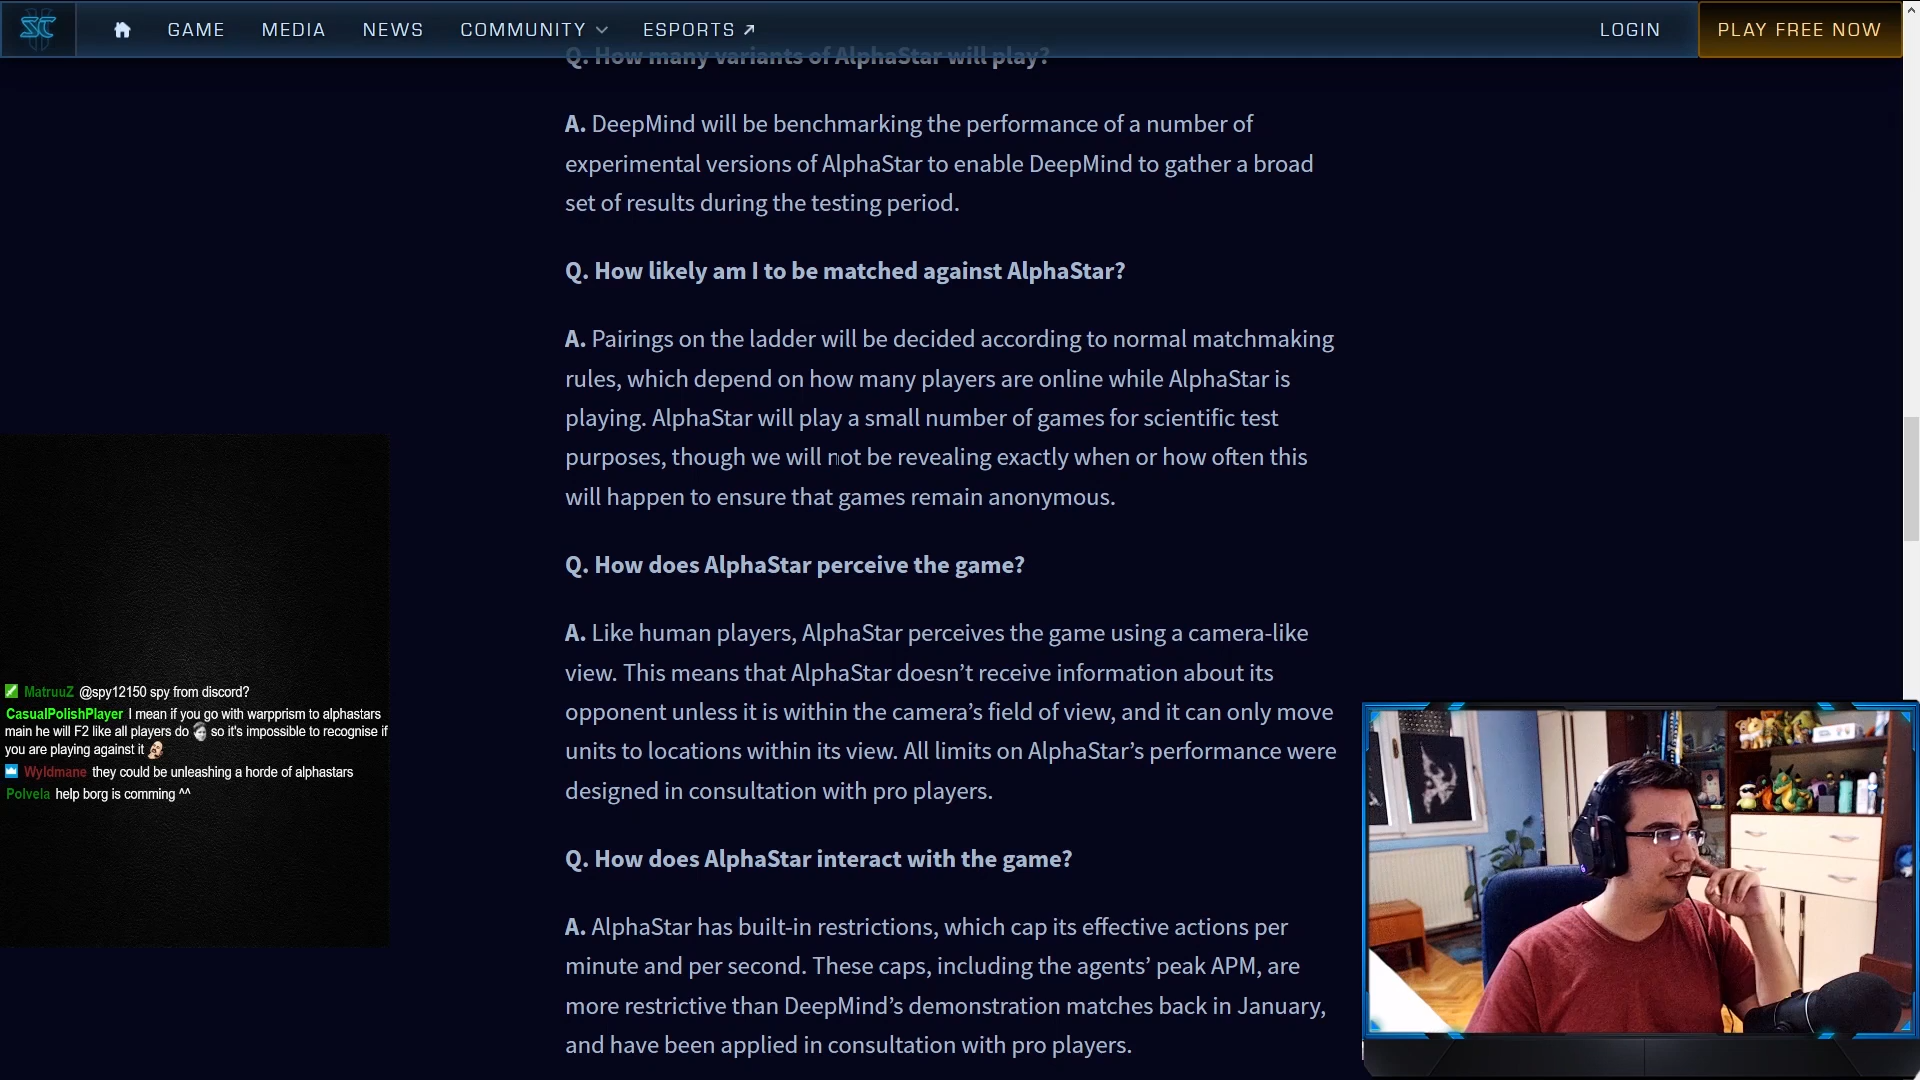 SC
GAME
MEDIA
NEWS
COMMUNITY
ESPORTS
LOGIN
PLAY FREE NOW
Q. How many variants of AlphaStar will play?
A. DeepMind will be benchmarking the performance of a number of
experimental versions of AlphaStar to enable DeepMind to gather a broad
set of results during the testing period.
Q. How likely am I to be matched against AlphaStar?
A. Pairings on the ladder will be decided according to normal matchmaking
rules, which depend on how many players are online while AlphaStar is
playing. AlphaStar will play a small number of games for scientific test
purposes, though we will not be revealing exactly when or how often this
will happen to ensure that games remain anonymous.
Q. How does AlphaStar perceive the game?
A. Like human players, AlphaStar perceives the game using a camera-like
view. This means that AlphaStar doesn’t receive information about its
opponent unless it is within the camera’s field of view, and it can only move
units to locations within its view. All limits on AlphaStar’s performance were
designed in consultation with pro players.
Q. How does AlphaStar interact with the game?
A. AlphaStar has built-in restrictions, which cap its effective actions per
minute and per second. These caps, including the agents’ peak APM, are
more restrictive than DeepMind’s demonstration matches back in January,
and have been applied in consultation with pro players.
MatruuZ @spy12150 spy from discord?
CasualPolishPlayer I mean if you go with warpprism to alphastars
main he will F2 like all players do so it's impossible to recognise if
you are playing against it
Wyldmane they could be unleashing a horde of alphastars
Polvela help borg is comming ^^